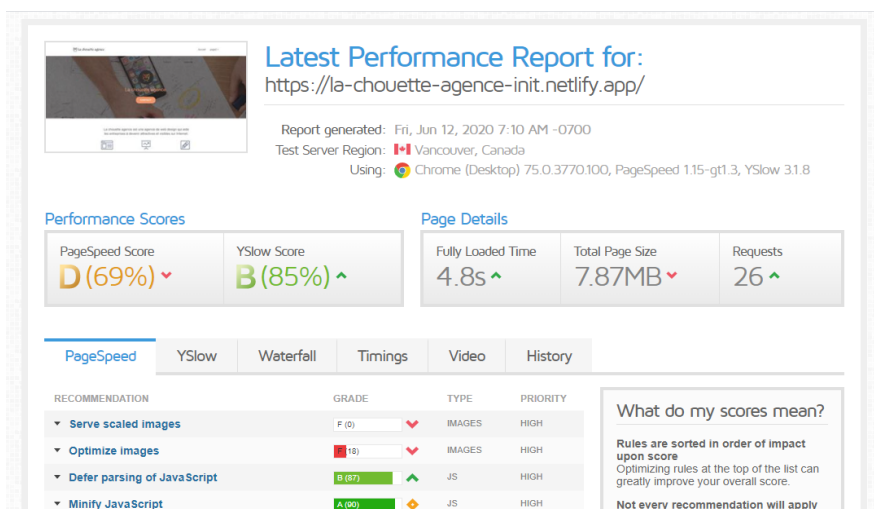 Latest Performance Report for:
https://la-chouette-agence-init.netlify.app/
Report generated: Fri, Jun 12, 2020 7:10 AM -0700
Test Server Region: Vancouver, Canada
Using: Chrome (Desktop) 75.0.3770.100, PageSpeed 1.15-gt1.3, YSlow 3.1.8
Performance Scores
PageSpeed Score
D (69%)
YSlow Score
B (85%)
Page Details
Fully Loaded Time
4.8s
Total Page Size
7.87MB
Requests
26
PageSpeed YSlow Waterfall Timings Video History
RECOMMENDATION GRADE TYPE PRIORITY
Serve scaled images F (0) IMAGES HIGH
Optimize images F (18) IMAGES HIGH
Defer parsing of JavaScript B (87) JS HIGH
Minify JavaScript A (90) JS HIGH
What do my scores mean?
Rules are sorted in order of impact
upon score
Optimizing rules at the top of the list can
greatly improve your overall score.
Not every recommendation will apply